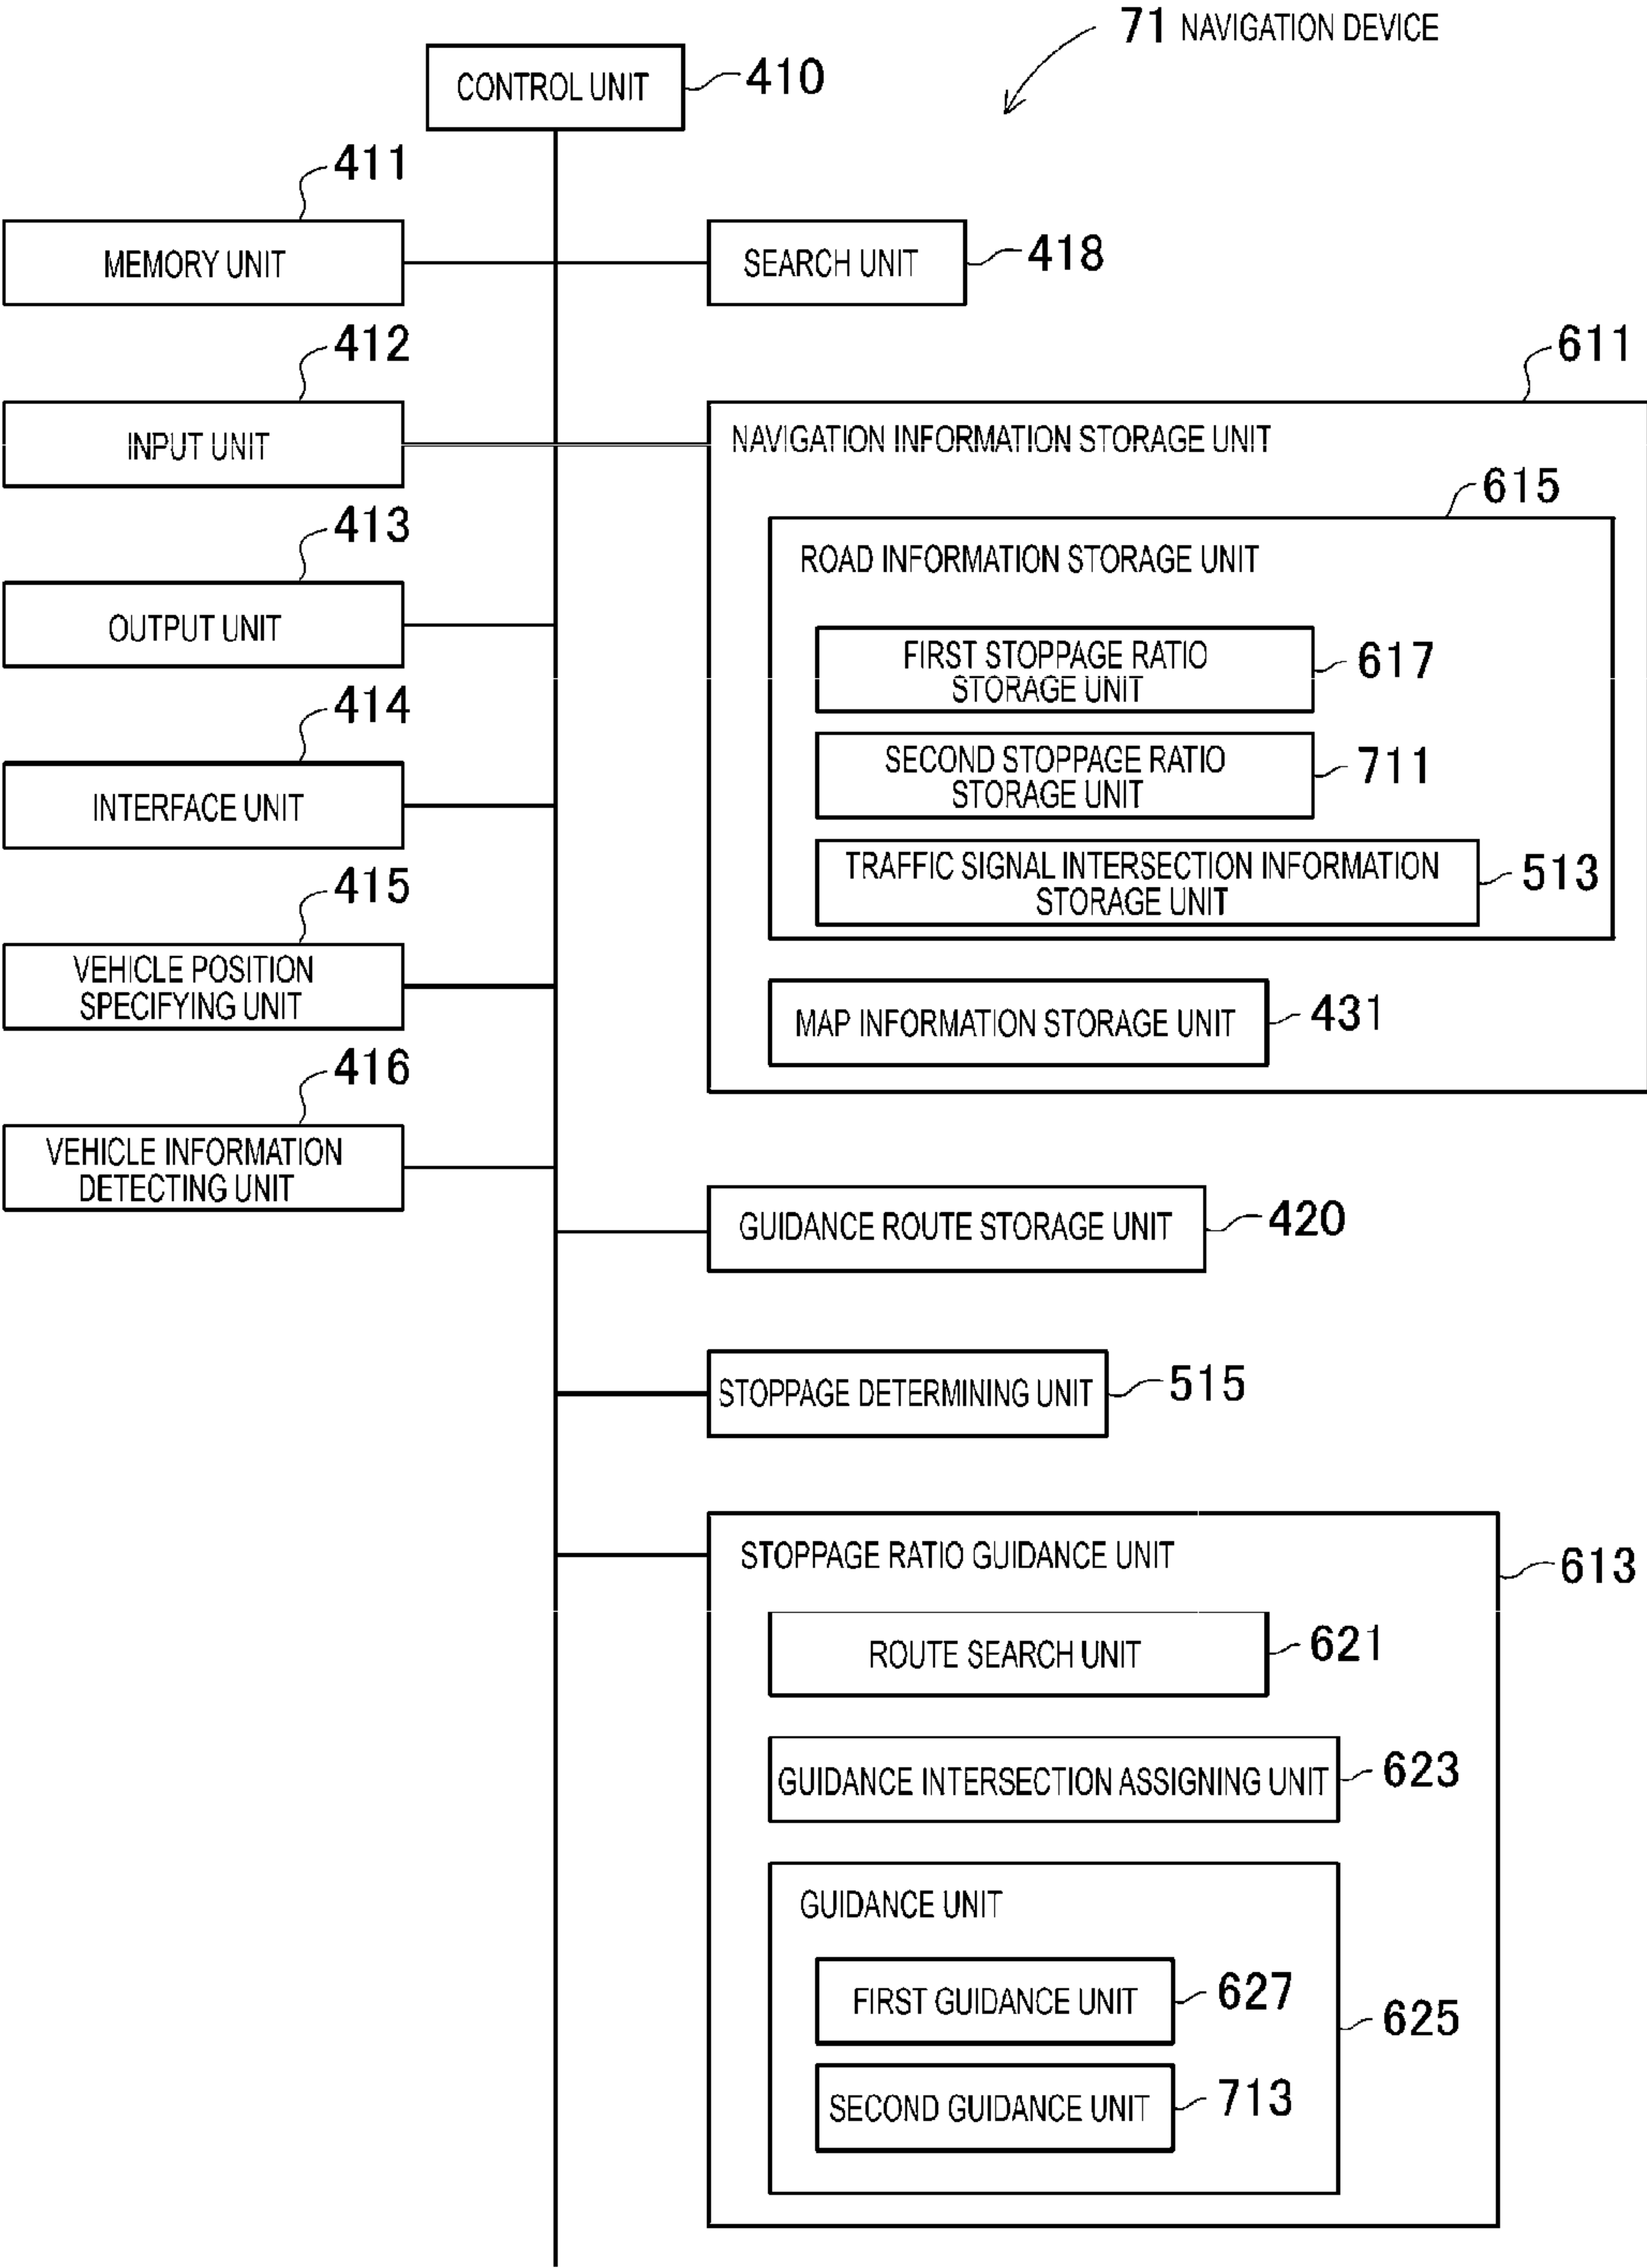 71 NAVIGATION DEVICE
CONTROL UNIT
410
411
MEMORY UNIT
SEARCH UNIT
418
412
INPUT UNIT
611
NAVIGATION INFORMATION STORAGE UNIT
615
ROAD INFORMATION STORAGE UNIT
FIRST STOPPAGE RATIO
STORAGE UNIT
617
SECOND STOPPAGE RATIO
STORAGE UNIT
711
TRAFFIC SIGNAL INTERSECTION INFORMATION
STORAGE UNIT
513
MAP INFORMATION STORAGE UNIT
431
413
OUTPUT UNIT
414
INTERFACE UNIT
415
VEHICLE POSITION
SPECIFYING UNIT
416
VEHICLE INFORMATION
DETECTING UNIT
GUIDANCE ROUTE STORAGE UNIT
420
STOPPAGE DETERMINING UNIT
515
STOPPAGE RATIO GUIDANCE UNIT
613
ROUTE SEARCH UNIT
621
GUIDANCE INTERSECTION ASSIGNING UNIT
623
GUIDANCE UNIT
FIRST GUIDANCE UNIT
627
625
SECOND GUIDANCE UNIT
713